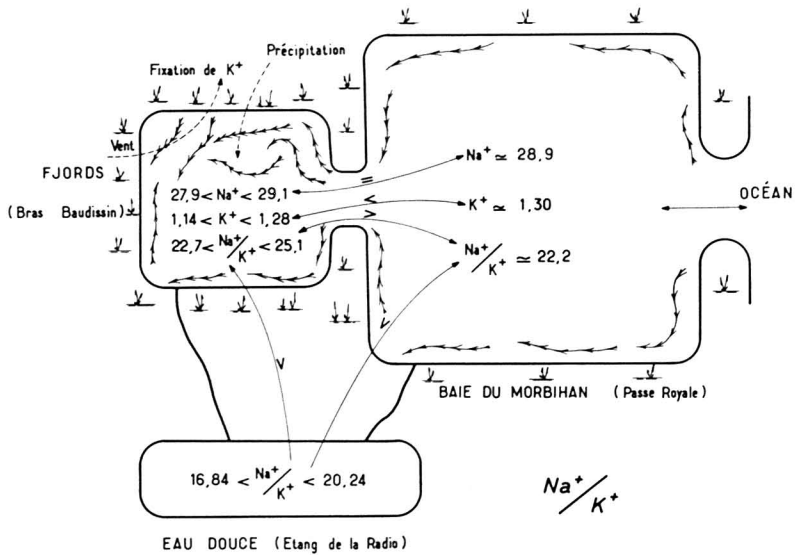 Précipitation
Fixation de K+
Vent
FJORDS
(Bras Baudissin)
27,9 < Na+ < 29,1
1,14 < K+ < 1,28
22,7 < Na+/K+ < 25,1
=
<
>
Na+ ≃ 28,9
K+ ≃ 1,30
Na+/K+ ≃ 22,2
OCÉAN
V
V
BAIE DU MORBIHAN (Passe Royale)
16,84 < Na+/K+ < 20,24
Na+/K+
EAU DOUCE (Etang de la Radio)